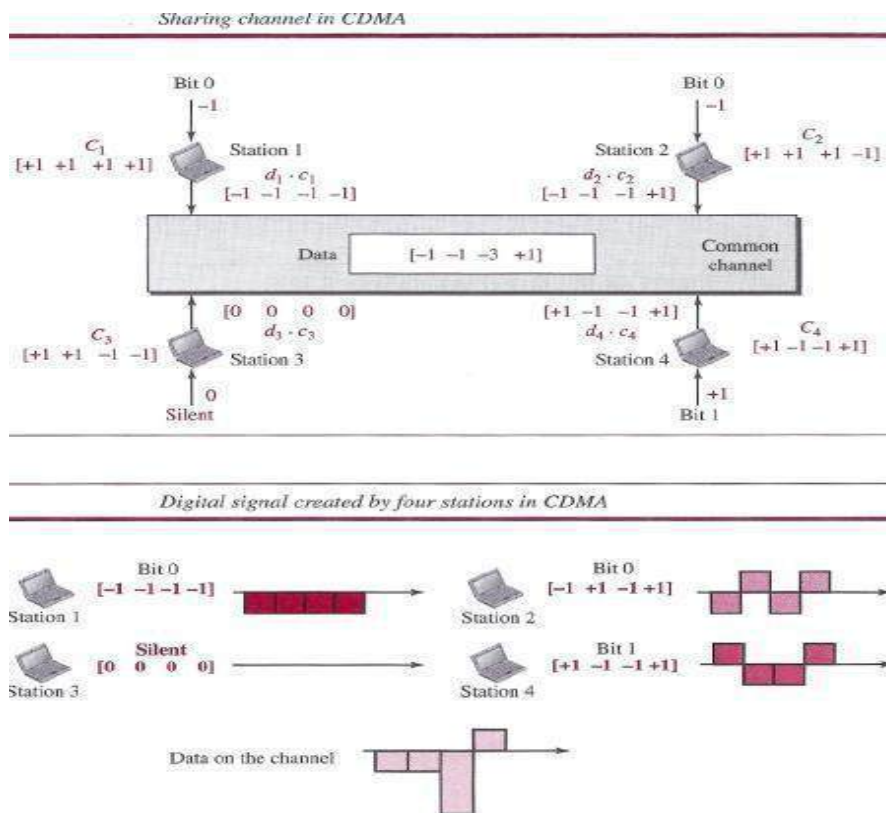 Sharing channel in CDMA
Bit 0
Bit 0
-1
-1
C1
[+1 +1 +1 +1]
Station 1
Station 2
C2
[+1 +1 +1 -1]
d1 · c1
[-1 -1 -1 -1]
d2 · c2
[-1 -1 -1 +1]
Data
[-1 -1 -3 +1]
Common
channel
[0 0 0 0]
d3 · c3
[+1 -1 -1 +1]
d4 · c4
C3
[+1 +1 -1 -1]
Station 3
Station 4
C4
[+1 -1 -1 +1]
0
Silent
+1
Bit 1
Digital signal created by four stations in CDMA
Bit 0
[-1 -1 -1 -1]
Station 1
Bit 0
[-1 +1 -1 +1]
Station 2
Silent
[0 0 0 0]
Station 3
Bit 1
[+1 -1 -1 +1]
Station 4
Data on the channel